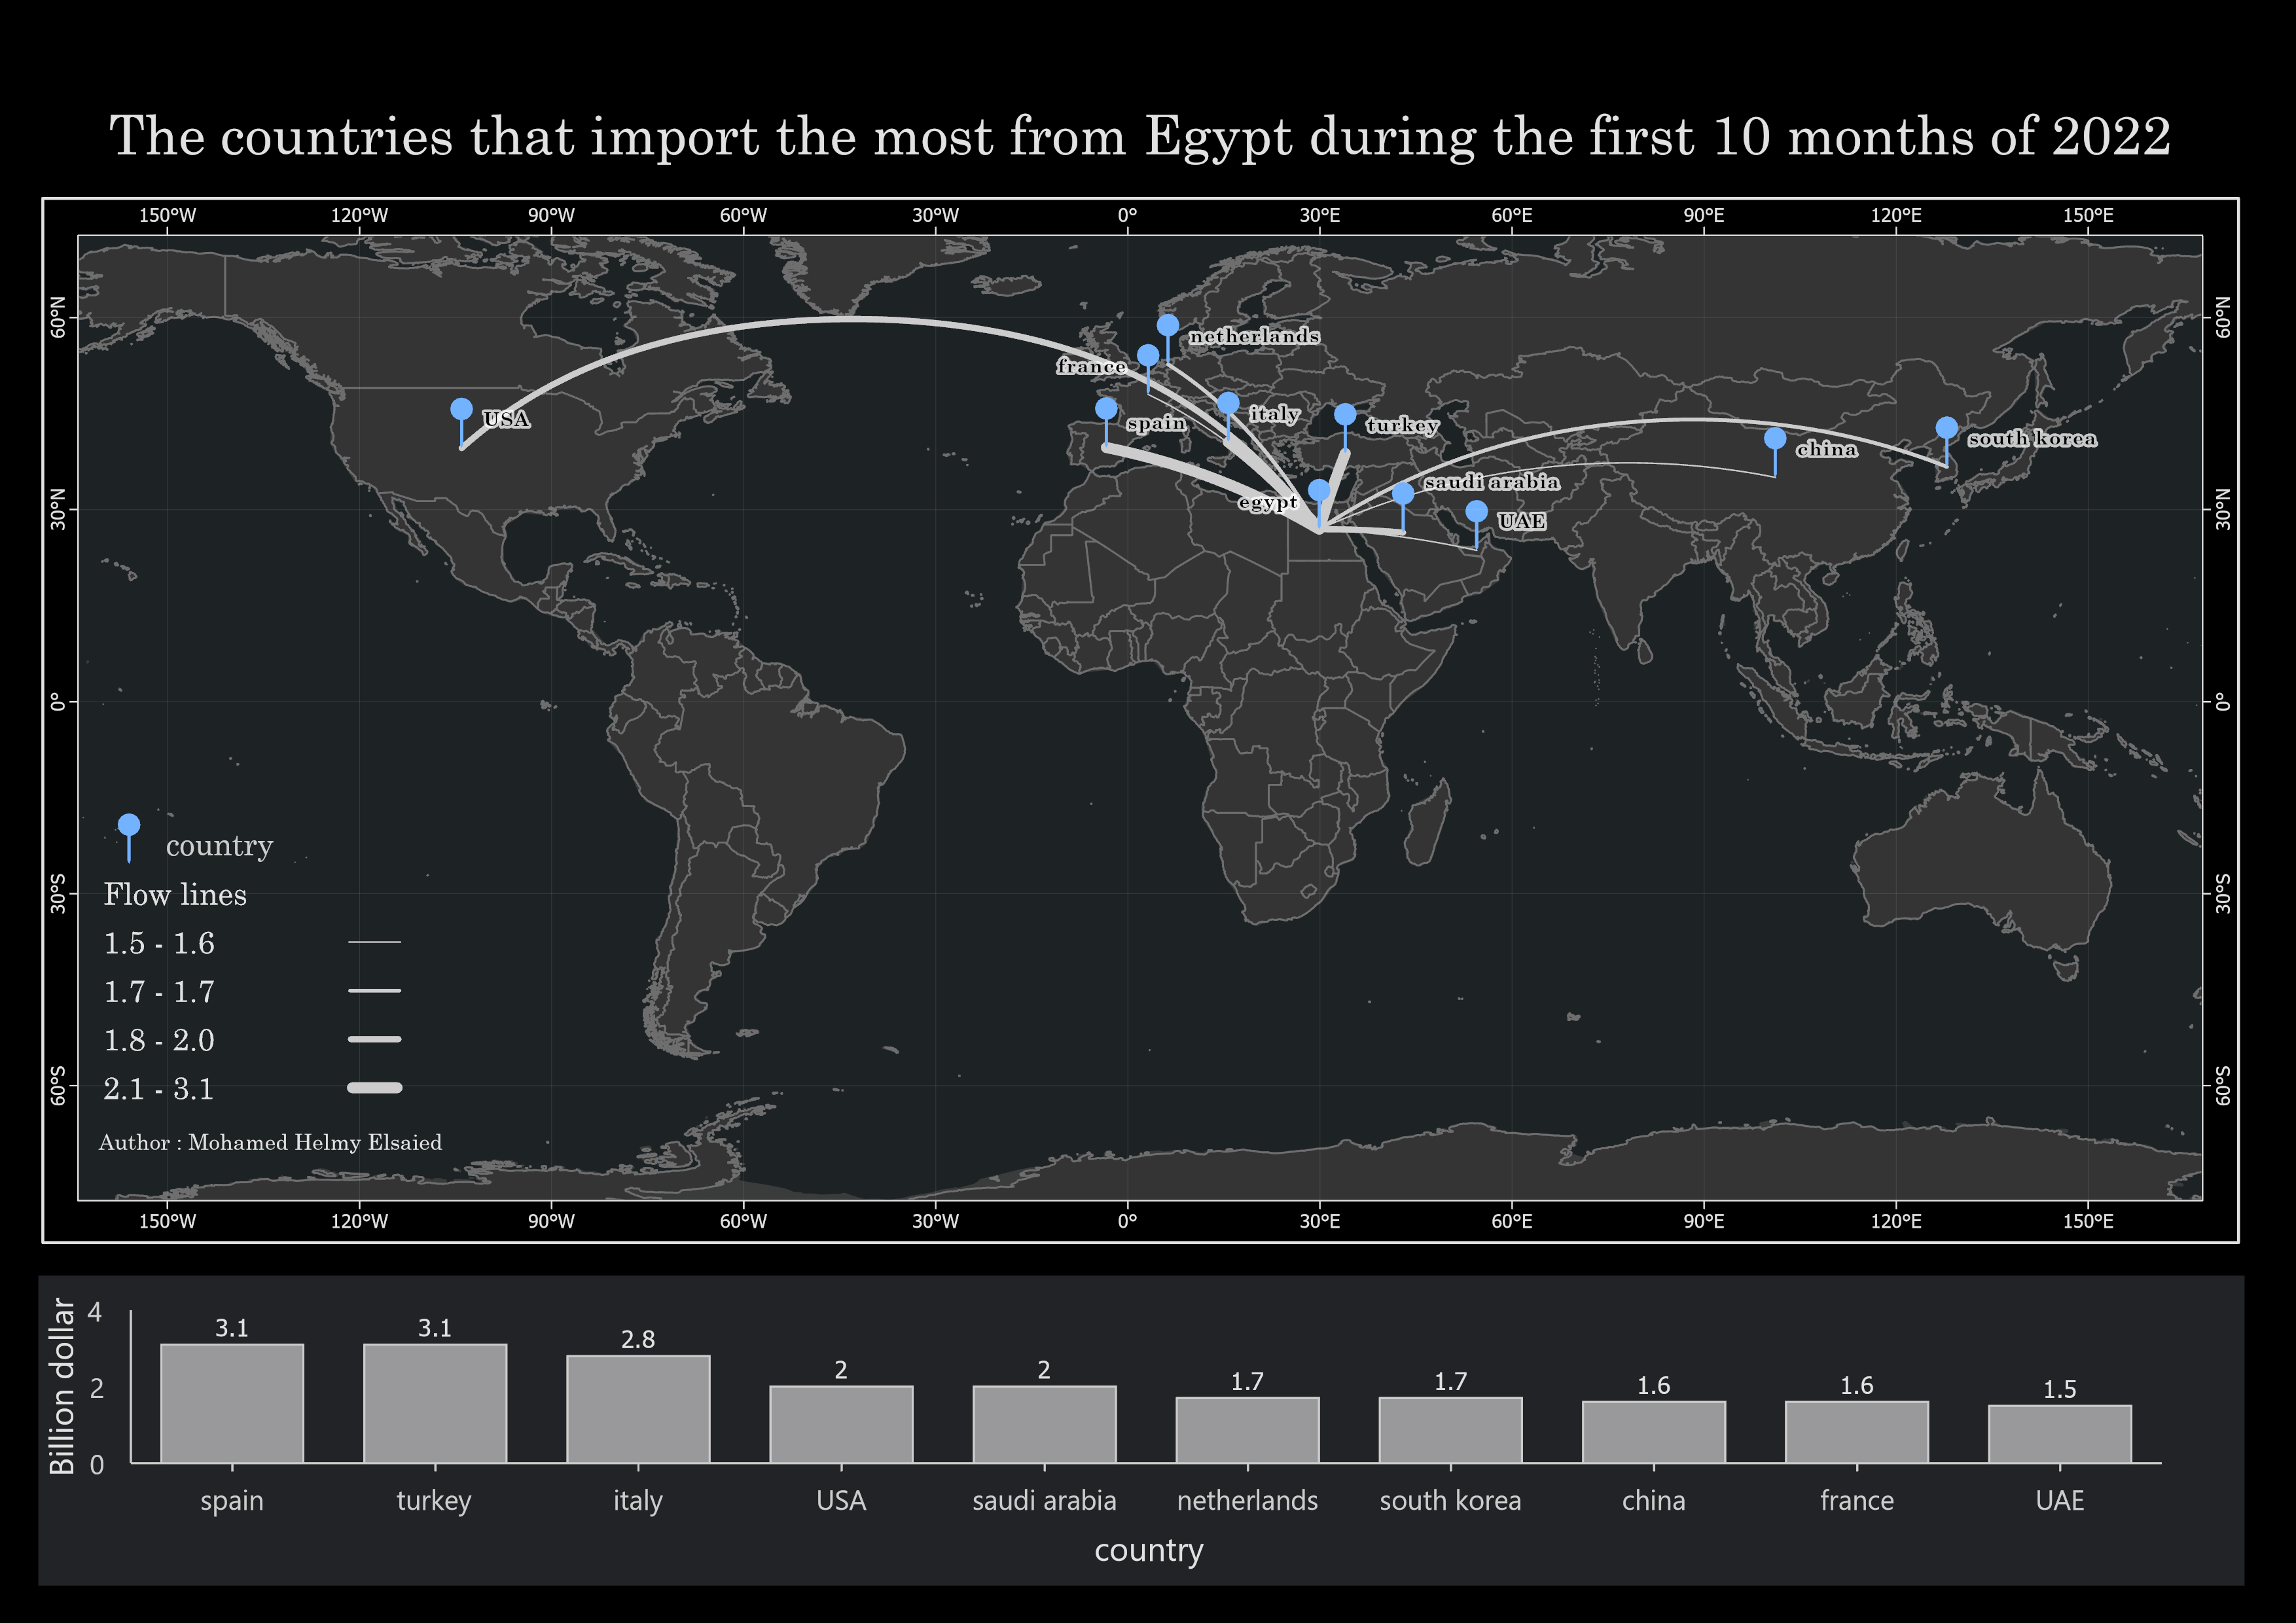 The countries that import the most from Egypt during the first 10 months of 2022
150°W 120°W 90°W 60°W 30°W 0° 30°E 60°E 90°E 120°E 150°E
60°N 60°N
netherlands
france
italy
USA
spain
turkey
south korea
china
saudi arabia
egypt
30°N 30°N
UAE
0° 0°
country
Flow lines
30°S 30°S
1.5 - 1.6
1.7 - 1.7
1.8 - 2.0
2.1 - 3.1
60°S 60°S
Author : Mohamed Helmy Elsaied
150°W 120°W 90°W 60°W 30°W 0° 30°E 60°E 90°E 120°E 150°E
Billion dollar
4
2
0
3.1 3.1 2.8 2 2 1.7 1.7 1.6 1.6 1.5
spain turkey italy USA saudi arabia netherlands south korea china france UAE
country